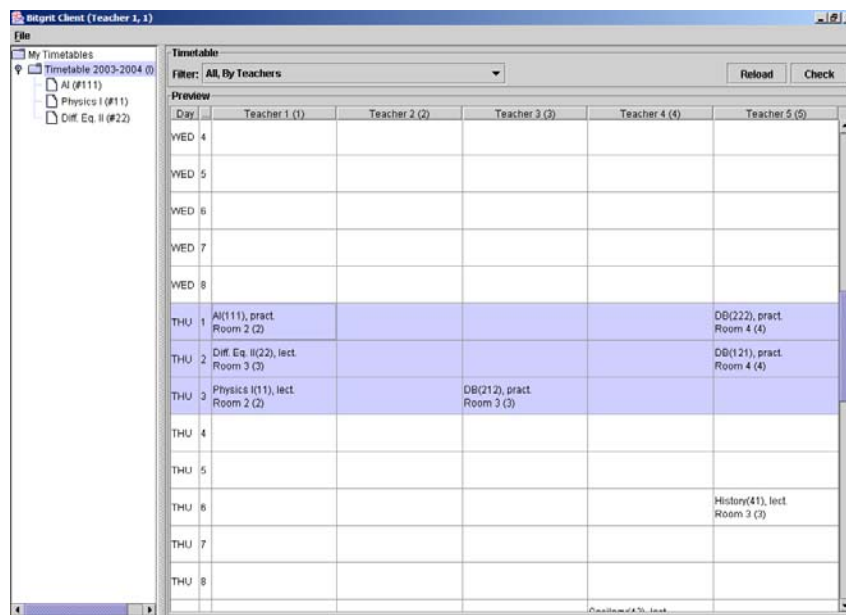 Bitgrit Client (Teacher 1, 1)
File
My Timetables
Timetable 2003-2004 (I)
AI (#111)
Physics I (#11)
Diff. Eq. II (#22)
Timetable
Filter: All, By Teachers
Reload Check
Preview
Day ... Teacher 1 (1) Teacher 2 (2) Teacher 3 (3) Teacher 4 (4) Teacher 5 (5)
WED 4
WED 5
WED 6
WED 7
WED 8
THU 1 AI(111), pract. DB(222), pract.
Room 2 (2) Room 4 (4)
THU 2 Diff. Eq. II(22), lect. DB(121), pract.
Room 3 (3) Room 4 (4)
THU 3 Physics I(11), lect. DB(212), pract.
Room 2 (2) Room 3 (3)
THU 4
THU 5
THU 6 History(41), lect.
Room 3 (3)
THU 7
THU 8